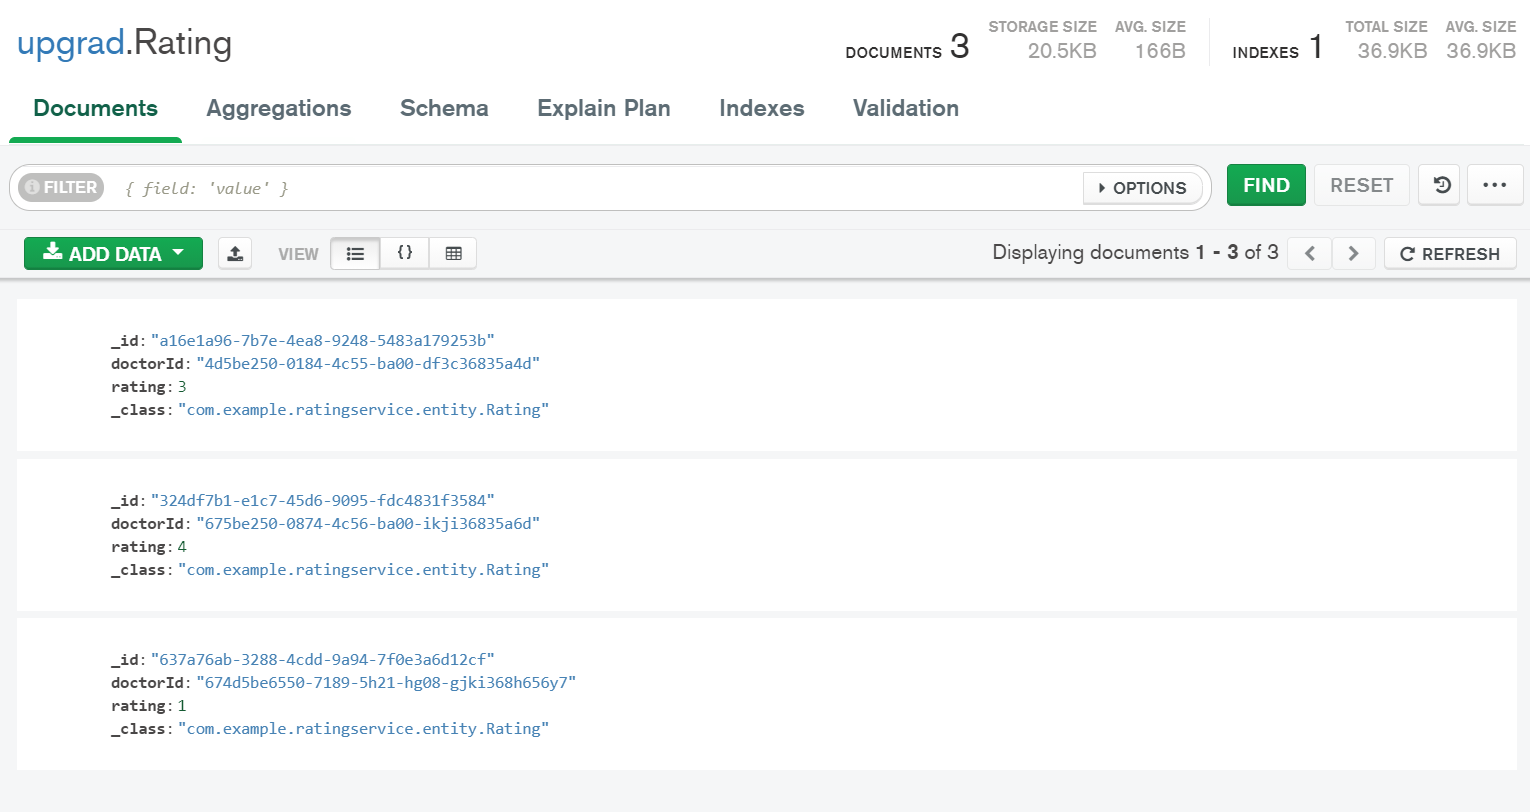 upgrad.Rating
DOCUMENTS 3
STORAGE SIZE 20.5KB
AVG. SIZE 166B
INDEXES 1
TOTAL SIZE 36.9KB
AVG. SIZE 36.9KB
Documents Aggregations Schema Explain Plan Indexes Validation
FILTER { field: 'value' } OPTIONS FIND RESET
ADD DATA VIEW {} Displaying documents 1 - 3 of 3 REFRESH
_id: "a16e1a96-7b7e-4ea8-9248-5483a179253b"
doctorId: "4d5be250-0184-4c55-ba00-df3c36835a4d"
rating: 3
_class: "com.example.ratingservice.entity.Rating"
_id: "324df7b1-e1c7-45d6-9095-fdc4831f3584"
doctorId: "675be250-0874-4c56-ba00-ikji36835a6d"
rating: 4
_class: "com.example.ratingservice.entity.Rating"
_id: "637a76ab-3288-4cdd-9a94-7f0e3a6d12cf"
doctorId: "674d5be6550-7189-5h21-hg08-gjki368h656y7"
rating: 1
_class: "com.example.ratingservice.entity.Rating"